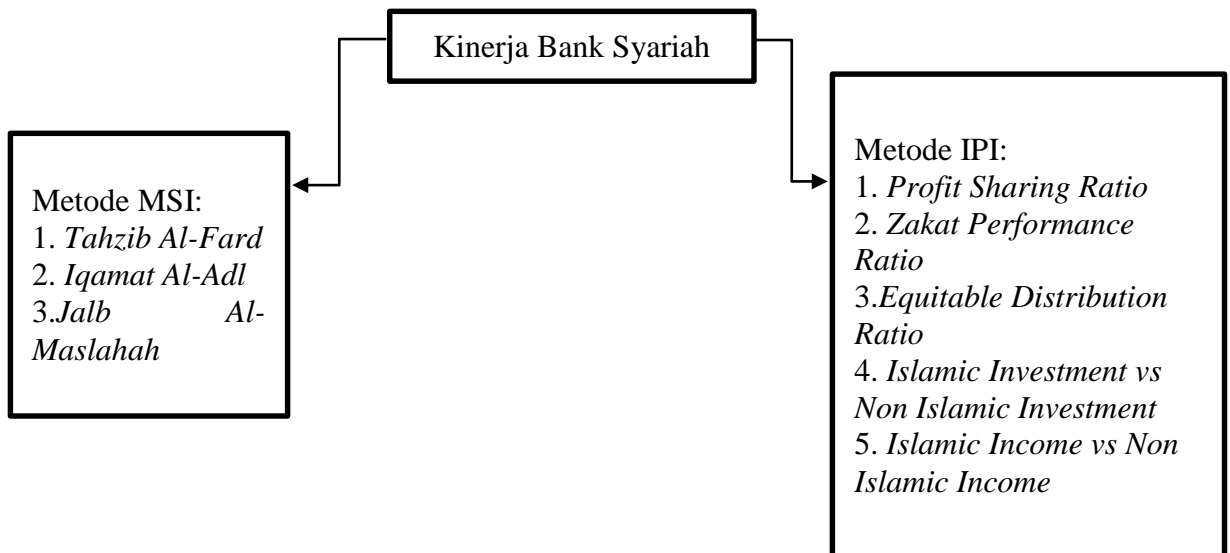 Kinerja Bank Syariah
Metode MSI:
1. Tahzib Al-Fard
2. Iqamat Al-Adl
3.Jalb Al-
Maslahah
Metode IPI:
1. Profit Sharing Ratio
2. Zakat Performance
Ratio
3.Equitable Distribution
Ratio
4. Islamic Investment vs
Non Islamic Investment
5. Islamic Income vs Non
Islamic Income